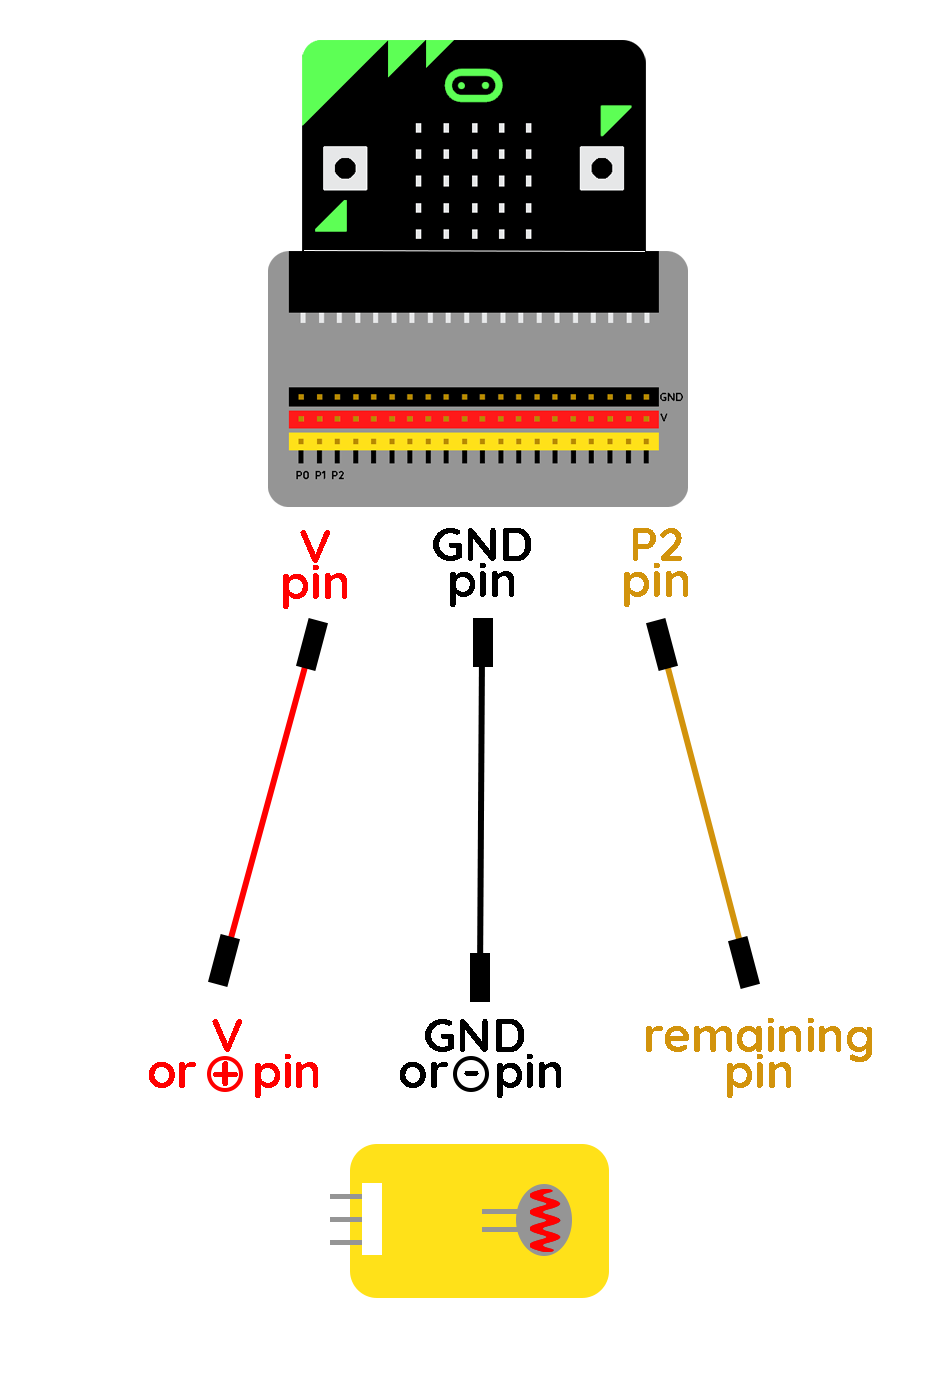 GND
V
P0 P1 P2
V
pin
GND
pin
P2
pin
V
or + pin
GND
or - pin
remaining
pin